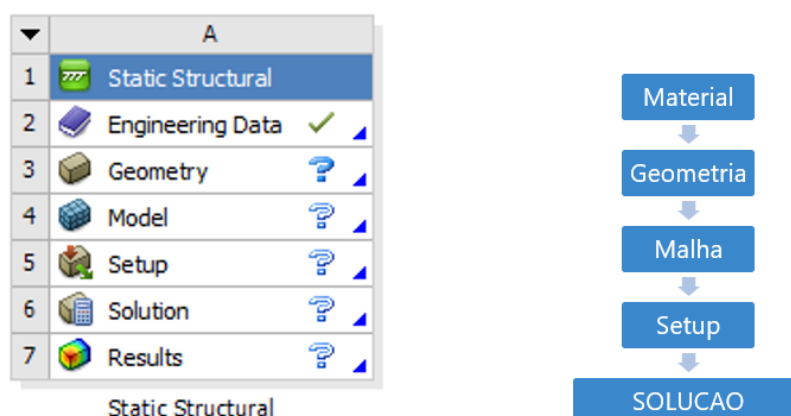 A
1 Static Structural
2 Engineering Data
3 Geometry
4 Model
5 Setup
6 Solution
7 Results
Static Structural
Material
Geometria
Malha
Setup
SOLUCAO